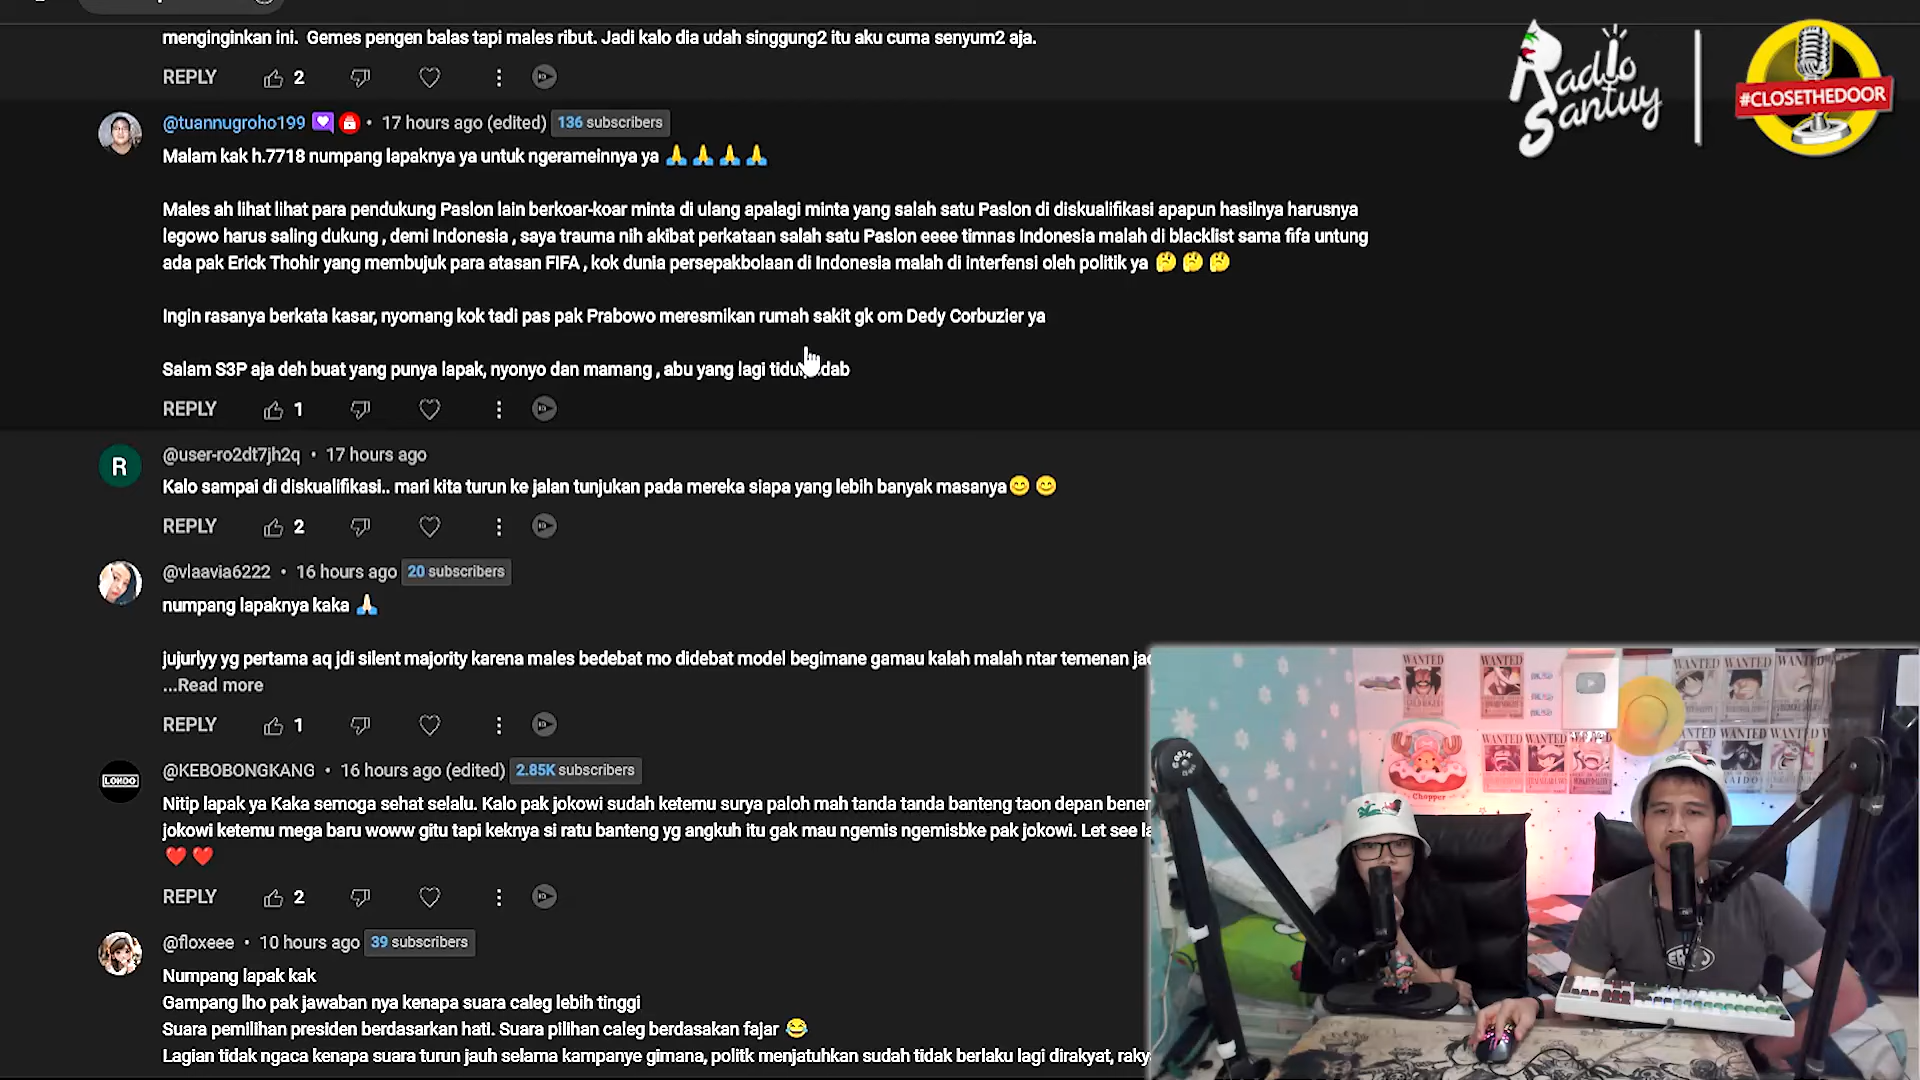 menginginkan ini. Gemes pengen balas tapi males ribut. Jadi kalo dia udah singgung2 itu aku cuma senyum2 aja.
REPLY 2
Radio Santuy
#CLOSETHEDOOR
@tuannugroho199 • 17 hours ago (edited) 136 subscribers
Malam kak h.7718 numpang lapaknya ya untuk ngerameinnya ya 🙏🙏🙏🙏
Males ah lihat lihat para pendukung Paslon lain berkoar-koar minta di ulang apalagi minta yang salah satu Paslon di diskualifikasi apapun hasilnya harusnya
legowo harus saling dukung , demi Indonesia , saya trauma nih akibat perkataan salah satu Paslon eeee timnas Indonesia malah di blacklist sama fifa untung
ada pak Erick Thohir yang membujuk para atasan FIFA , kok dunia persepakbolaan di Indonesia malah di interfensi oleh politik ya 🤔🤔🤔
Ingin rasanya berkata kasar, nyomang kok tadi pas pak Prabowo meresmikan rumah sakit gk om Dedy Corbuzier ya
Salam S3P aja deh buat yang punya lapak, nyonyo dan mamang , abu yang lagi
REPLY 1
R
@user-ro2dt7jh2q • 17 hours ago
Kalo sampai di diskualifikasi.. mari kita turun ke jalan tunjukan pada mereka siapa yang lebih banyak masanya😊😊
REPLY 2
@vlaavia6222 • 16 hours ago 20 subscribers
numpang lapaknya kaka 🙏
jujurlyy yg pertama aq jdi silent majority karena males bedebat mo didebat model begimane gamau kalah malah ntar temenan
...Read more
REPLY 1
LONDO
@KEBOBONGKANG • 16 hours ago (edited) 2.85K subscribers
Nitip lapak ya Kaka semoga sehat selalu. Kalo pak jokowi sudah ketemu surya paloh mah tanda tanda banteng taon depan
jokowi ketemu mega baru woww gitu tapi keknya si ratu banteng yg angkuh itu gak mau ngemis ngemisbke pak jokowi. Let see
❤️❤️
REPLY 2
@floxeee • 10 hours ago 39 subscribers
Numpang lapak kak
Gampang lho pak jawaban nya kenapa suara caleg lebih tinggi
Suara pemilihan presiden berdasarkan hati. Suara pilihan caleg berdasakan fajar 😂
Lagian tidak ngaca kenapa suara turun jauh selama kampanye gimana, politk menjatuhkan sudah tidak berlaku lagi dirakyat,
WANTED WANTED
WANTED WANTED WANTED
WANTED WANTED
Chopper